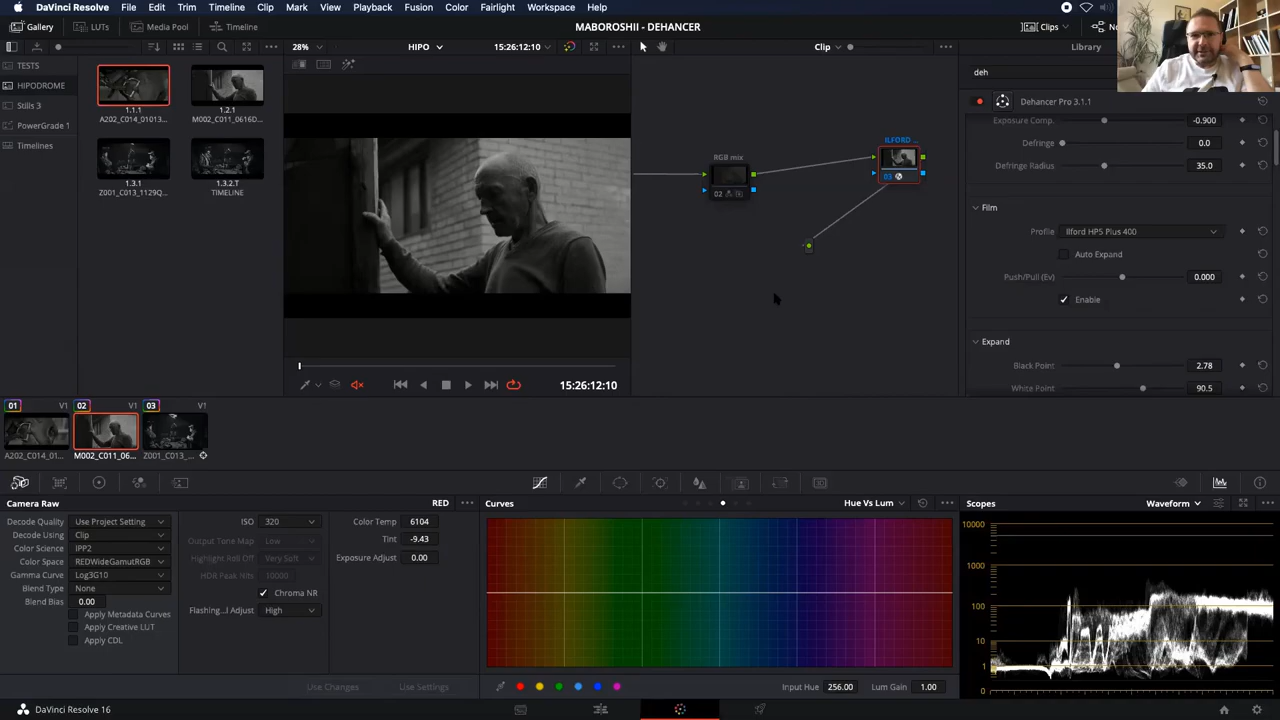 DaVinci Resolve File Edit Trim Timeline Clip Mark View Playback Fusion Color Fairlight Workspace Help
Gallery LUTs Media Pool Timeline MABOROSHII - DEHANCER Clips
28% HIPO 15:26:12:10 Clip Library
TESTS
HIPODROME
Stills 3
PowerGrade 1
Timelines
1.1.1
A202_C014_01013...
1.2.1
M002_C011_0616D...
1.3.1
Z001_C013_1129Q...
1.3.2.T
TIMELINE
RGB mix
02
ILFORD ...
03
deh
Dehancer Pro 3.1.1
Exposure Comp. -0.900
Defringe 0.0
Defringe Radius 35.0
Film
Profile Ilford HP5 Plus 400
Auto Expand
Push/Pull (Ev) 0.000
Enable
Expand
Black Point 2.78
White Point 90.5
15:26:12:10
01 V1 02 V1 03 V1
A202_C014_01... M002_C011_06... Z001_C013_...
Camera Raw RED
Decode Quality Use Project Setting
Decode Using Clip
Color Science IPP2
Color Space REDWideGamutRGB
Gamma Curve Log3G10
Blend Type None
Blend Bias 0.00
Apply Metadata Curves
Apply Creative LUT
Apply CDL
ISO 320
Output Tone Map Low
Highlight Roll Off Very Soft
HDR Peak Nits 10000
Chroma NR
Flashing...l Adjust High
Color Temp 6104
Tint -9.43
Exposure Adjust 0.00
Use Changes Use Settings
Curves Hue Vs Lum
Input Hue 256.00 Lum Gain 1.00
Scopes Waveform
10000
1000
100
10
1
0
DaVinci Resolve 16